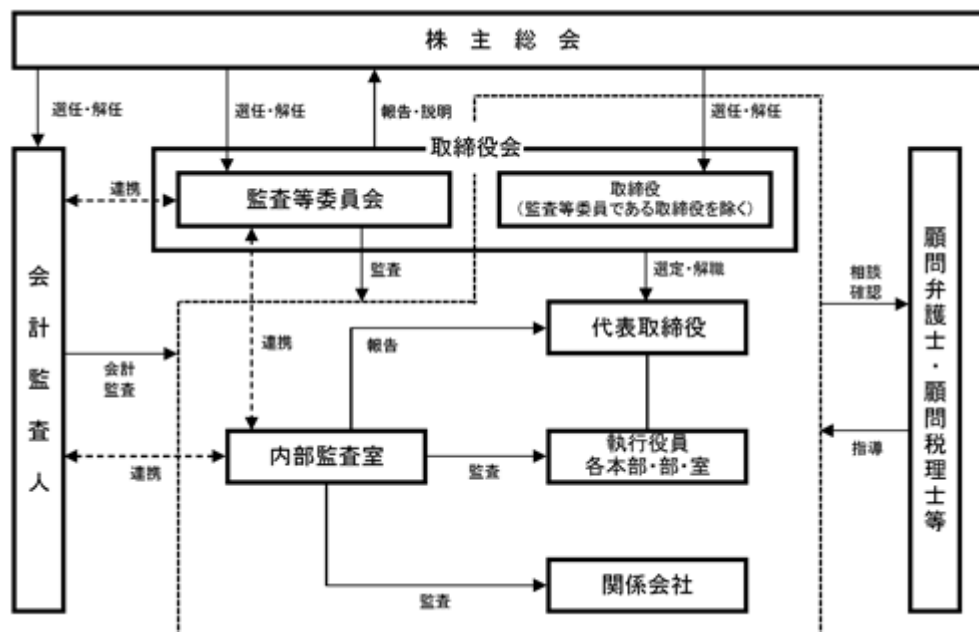 株主総会
選任・解任
選任・解任
報告・説明
選任・解任
取締役会
連携
監査等委員会
取締役
(監査等委員である取締役を除く)
監査
選定・解職
会計監査人
会計
監査
連携
報告
代表取締役
相談
確認
顧問弁護士・顧問税理士等
連携
内部監査室
監査
執行役員
各本部・部・室
指導
監査
関係会社